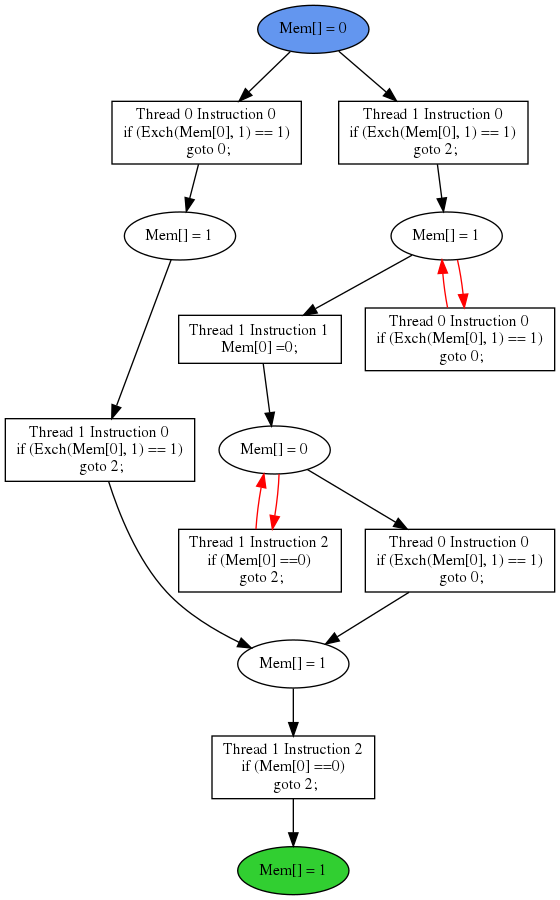 Mem[] = 0
Thread 0 Instruction 0
if (Exch(Mem[0], 1) == 1)
goto 0;
Thread 1 Instruction 0
if (Exch(Mem[0], 1) == 1)
goto 2;
Mem[] = 1
Mem[] = 1
Thread 1 Instruction 1
Mem[0] =0;
Thread 0 Instruction 0
if (Exch(Mem[0], 1) == 1)
goto 0;
Thread 1 Instruction 0
if (Exch(Mem[0], 1) == 1)
goto 2;
Mem[] = 0
Thread 1 Instruction 2
if (Mem[0] ==0)
goto 2;
Thread 0 Instruction 0
if (Exch(Mem[0], 1) == 1)
goto 0;
Mem[] = 1
Thread 1 Instruction 2
if (Mem[0] ==0)
goto 2;
Mem[] = 1